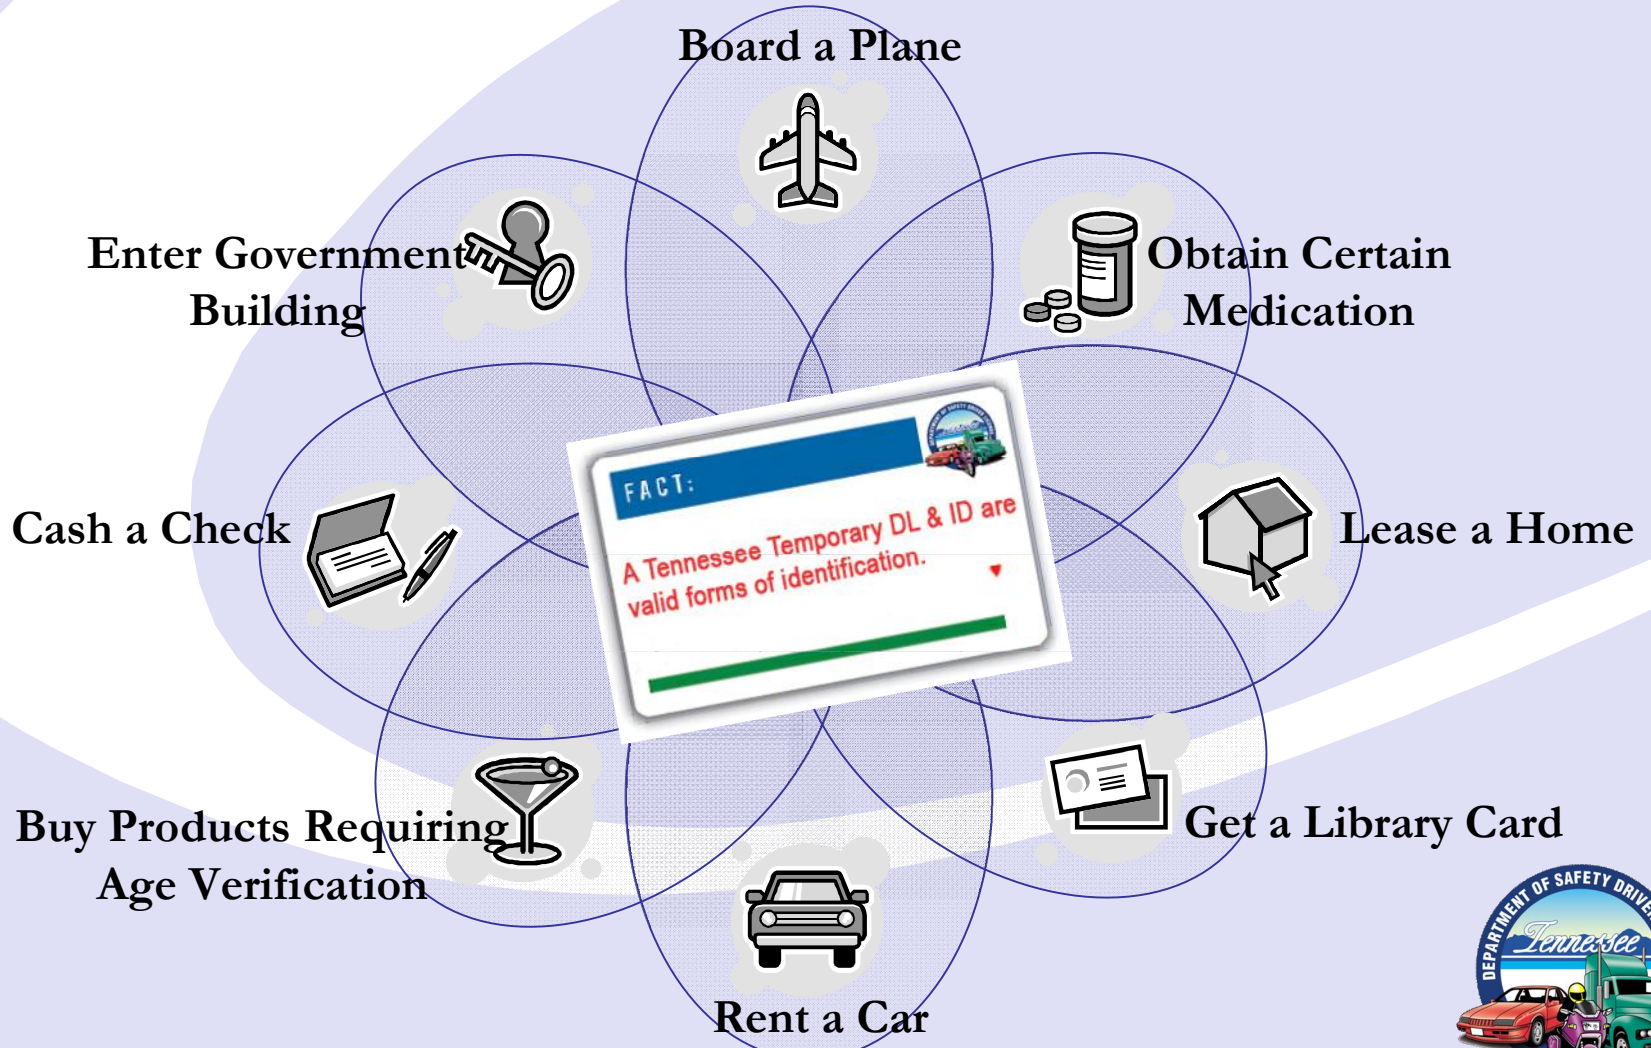 Board a Plane
Enter Government
Building
Obtain Certain
Medication
FACT:
A Tennessee Temporary DL & ID are
valid forms of identification.
Cash a Check
Lease a Home
Buy Products Requiring
Age Verification
Get a Library Card
Rent a Car
DEPARTMENT OF SAFETY DRIVE
Tennessee